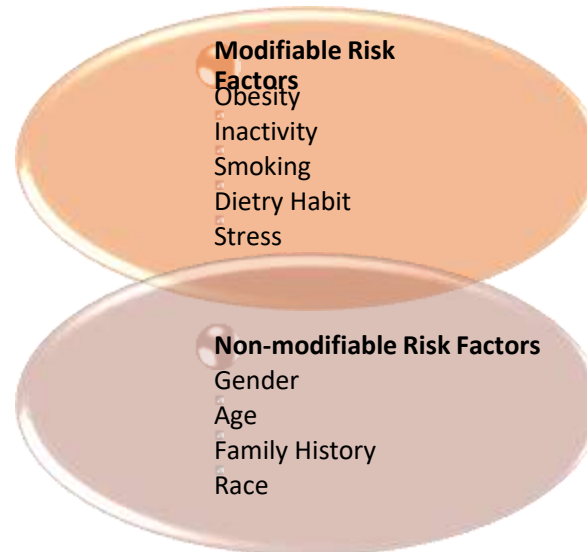 Modifiable Risk
Factors
Obesity
Inactivity
Smoking
Dietry Habit
Stress
Non-modifiable Risk Factors
Gender
Age
Family History
Race